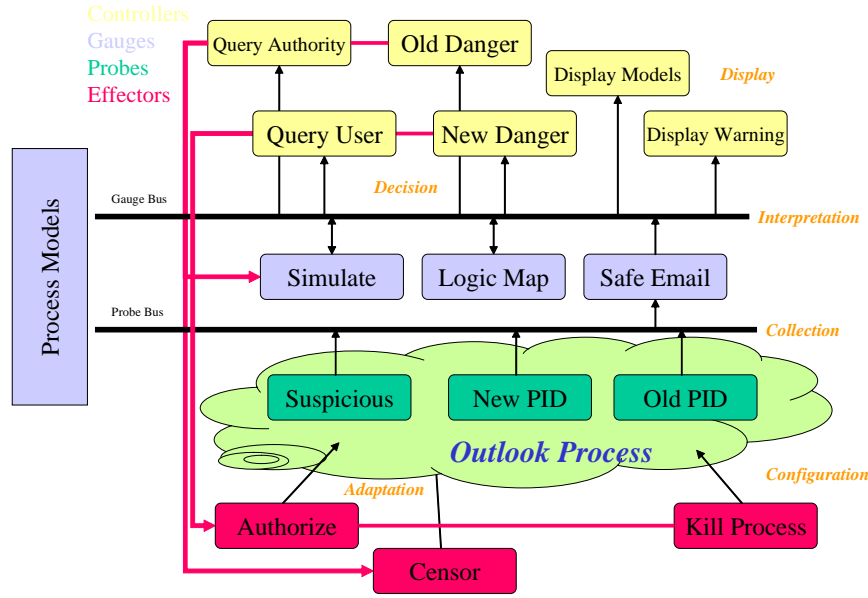 Controllers
Gauges
Probes
Effectors
Query Authority
Old Danger
Display Models
Display
Query User
New Danger
Display Warning
Decision
Gauge Bus
Interpretation
Process Models
Simulate
Logic Map
Safe Email
Probe Bus
Collection
Suspicious
New PID
Old PID
Outlook Process
Adaptation
Configuration
Authorize
Kill Process
Censor